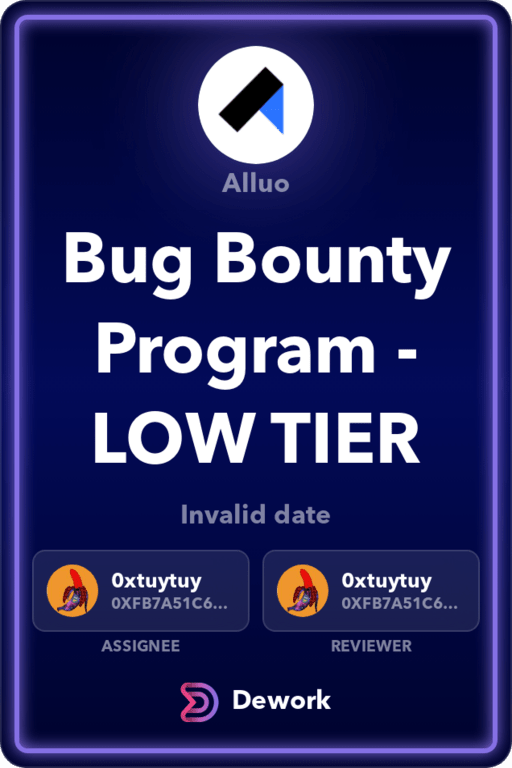 Alluo
Bug Bounty
Program -
LOW TIER
Invalid date
0xtuytuy
0XFB7A51C6...
0xtuytuy
0XFB7A51C6...
ASSIGNEE
REVIEWER
Dework